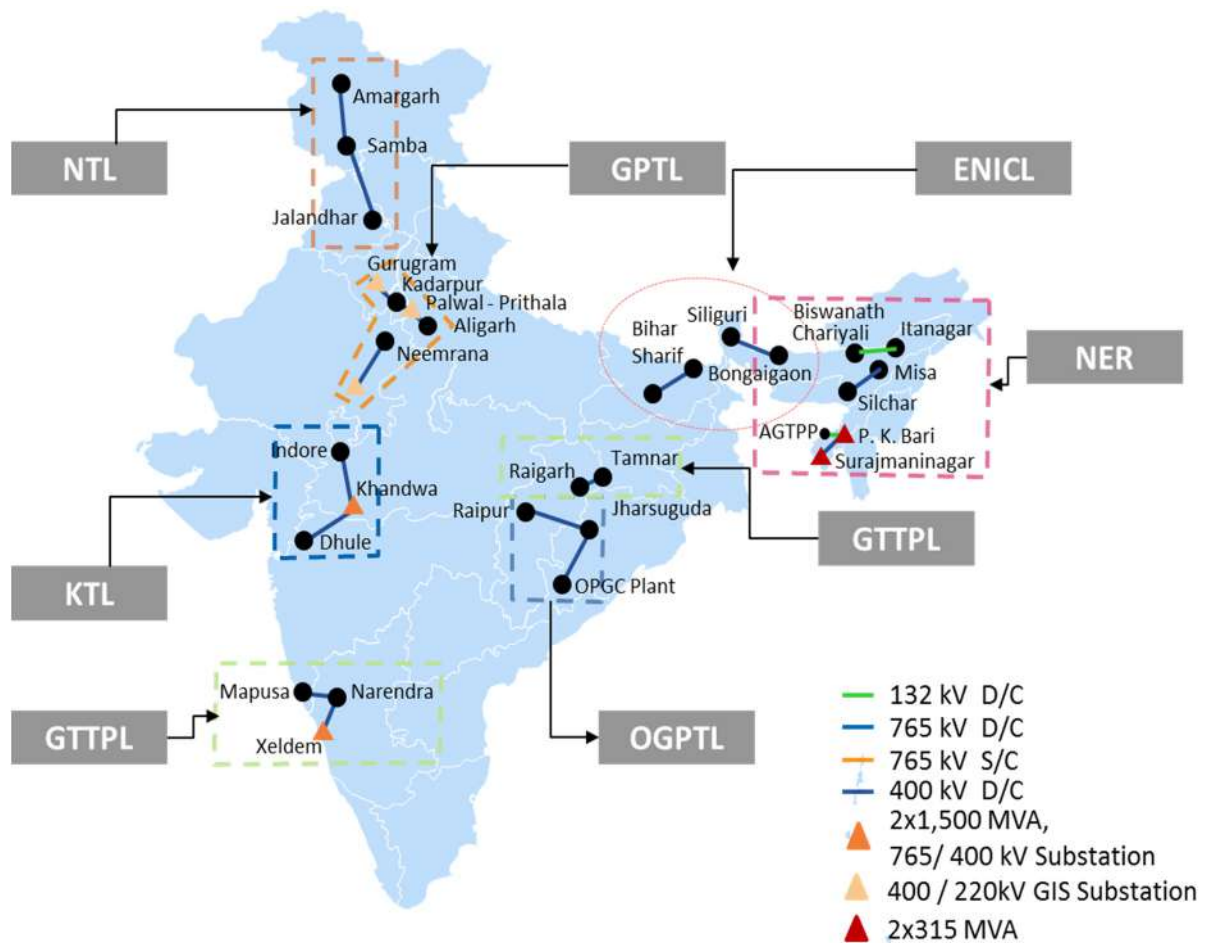 NTL
GPTL
ENICL
NER
KTL
GTTPL
OGPTL
GTTPL
Amargarh
Samba
Jalandhar
Gurugram
Kadarpur
Palwal - Prithala
Aligarh
Neemrana
Siliguri
Bihar
Sharif
Bongaigaon
Biswanath
Chariyali
Itanagar
Misa
Silchar
AGTPP
P. K. Bari
Surajmaninagar
Indore
Khandwa
Dhule
Raigarh
Tamnar
Raipur
Jharsuguda
OPGC Plant
Mapusa
Narendra
Xeldem
132 kV D/C
765 kV D/C
765 kV S/C
400 kV D/C
2x1,500 MVA,
765/ 400 kV Substation
400 / 220kV GIS Substation
2x315 MVA